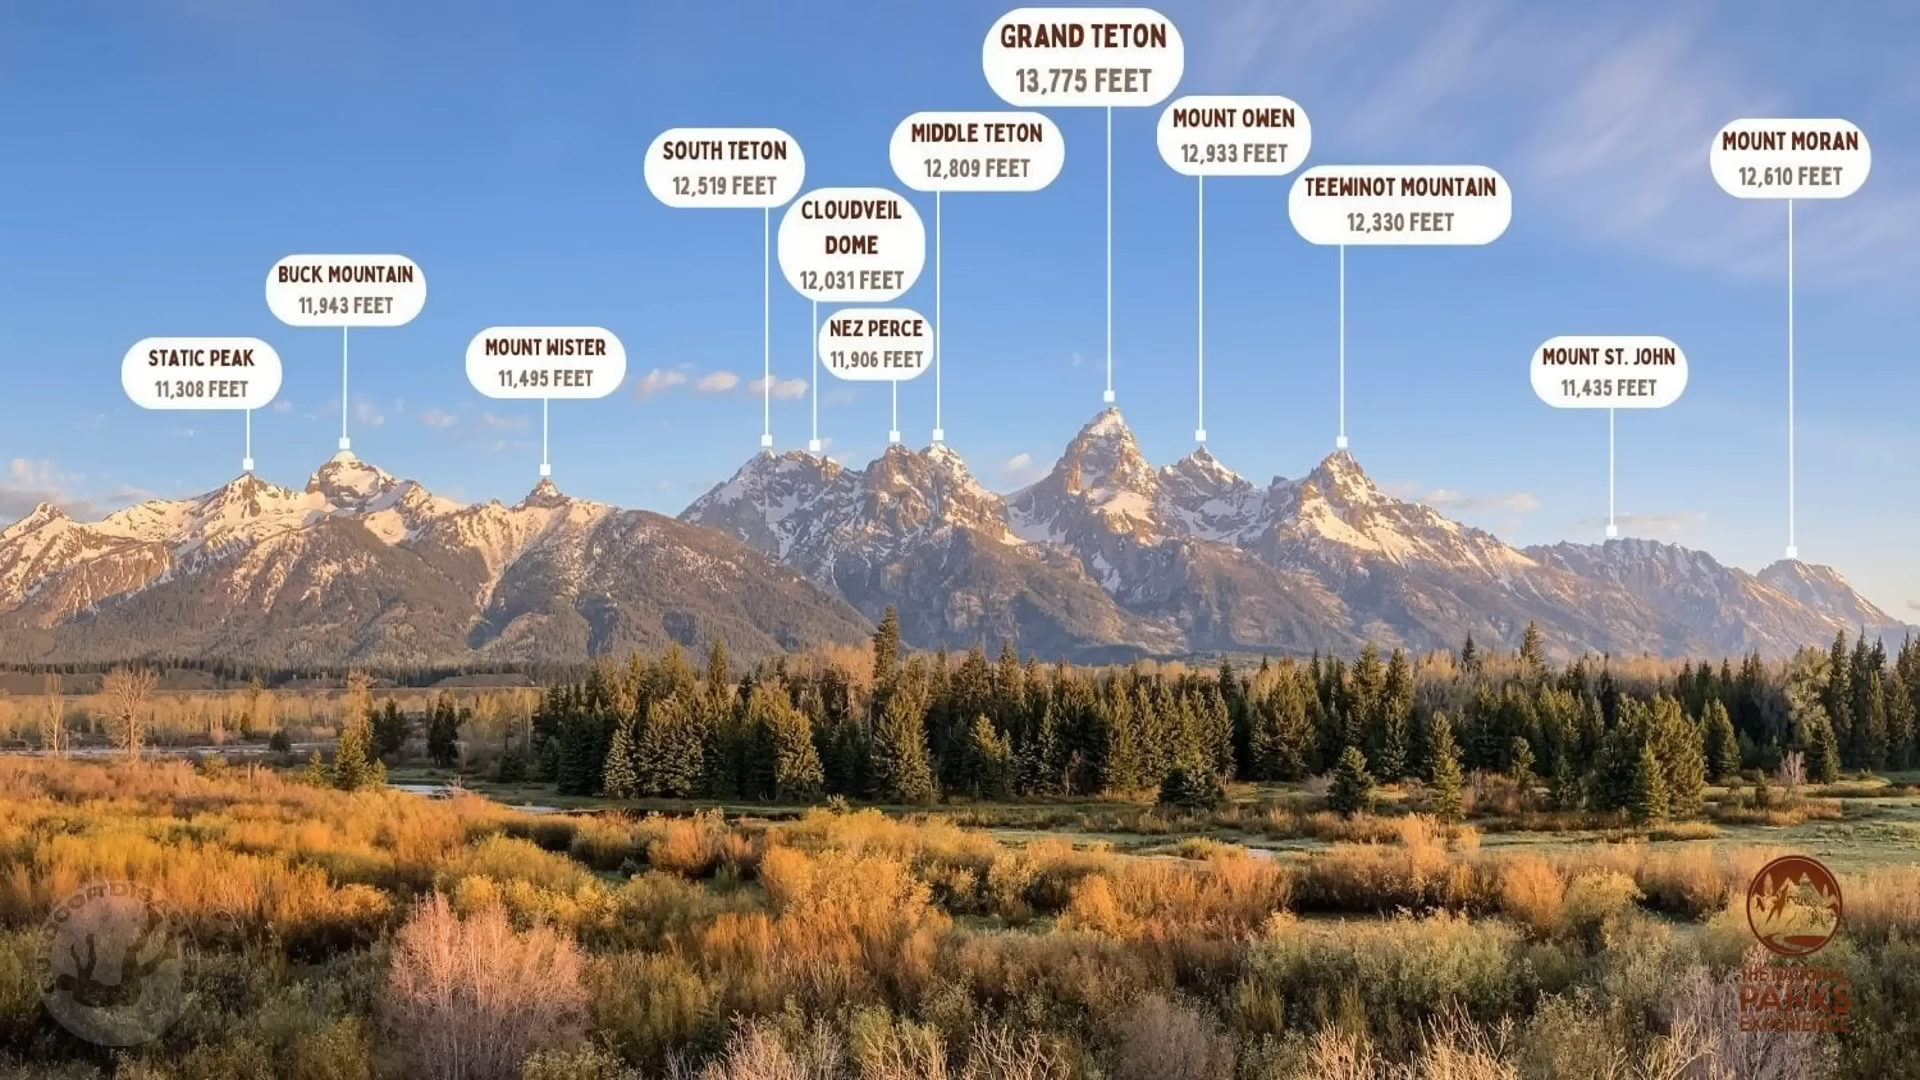 GRAND TETON
13,775 FEET
MOUNT OWEN
12,933 FEET
MIDDLE TETON
12,809 FEET
MOUNT MORAN
12,610 FEET
SOUTH TETON
12,519 FEET
TEEWINOT MOUNTAIN
12,330 FEET
CLOUDVEIL
DOME
12,031 FEET
BUCK MOUNTAIN
11,943 FEET
NEZ PERCE
11,906 FEET
MOUNT WISTER
11,495 FEET
STATIC PEAK
11,308 FEET
MOUNT ST. JOHN
11,435 FEET
THE NATIONAL
PARKS
EXPERIENCE